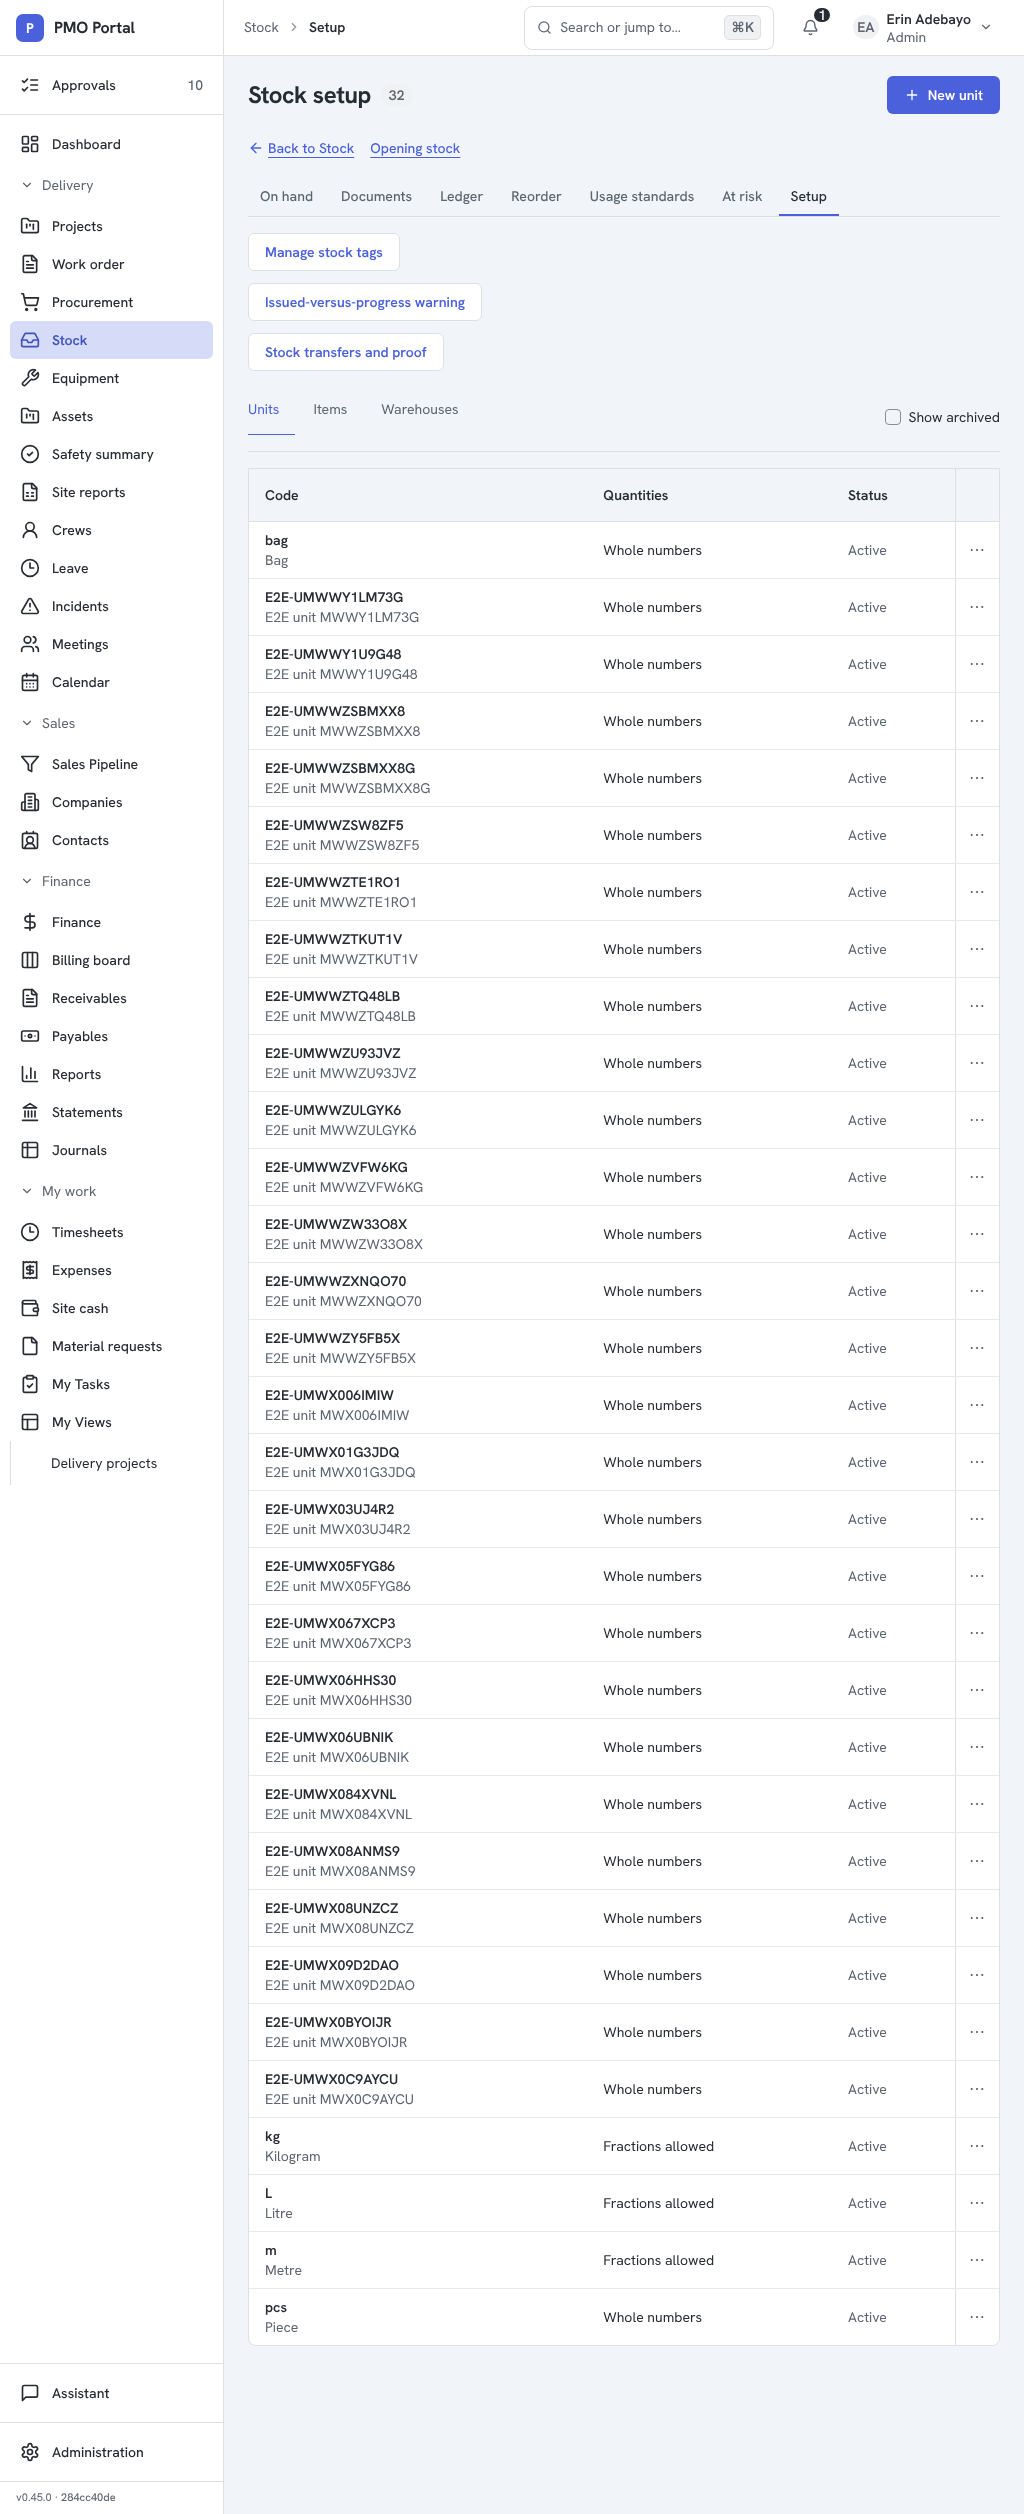 PMO Portal
Stock > Setup
Search or jump to... ⌘K
1
EA
Erin Adebayo
Admin
Approvals 10
Dashboard
Delivery
Projects
Work order
Procurement
Stock
Equipment
Assets
Safety summary
Site reports
Crews
Leave
Incidents
Meetings
Calendar
Sales
Sales Pipeline
Companies
Contacts
Finance
Finance
Billing board
Receivables
Payables
Reports
Statements
Journals
My work
Timesheets
Expenses
Site cash
Material requests
My Tasks
My Views
Delivery projects
Assistant
Administration
v0.45.0 · 284cc40de
Stock setup 32
+ New unit
← Back to Stock Opening stock
On hand Documents Ledger Reorder Usage standards At risk Setup
Manage stock tags
Issued-versus-progress warning
Stock transfers and proof
Units Items Warehouses
Show archived
Code Quantities Status
bag
Bag
Whole numbers Active ...
E2E-UMWWY1LM73G
E2E unit MWWY1LM73G
Whole numbers Active ...
E2E-UMWWY1U9G48
E2E unit MWWY1U9G48
Whole numbers Active ...
E2E-UMWWZSBMXX8
E2E unit MWWZSBMXX8
Whole numbers Active ...
E2E-UMWWZSBMXX8G
E2E unit MWWZSBMXX8G
Whole numbers Active ...
E2E-UMWWZSW8ZF5
E2E unit MWWZSW8ZF5
Whole numbers Active ...
E2E-UMWWZTE1RO1
E2E unit MWWZTE1RO1
Whole numbers Active ...
E2E-UMWWZTKUT1V
E2E unit MWWZTKUT1V
Whole numbers Active ...
E2E-UMWWZTQ48LB
E2E unit MWWZTQ48LB
Whole numbers Active ...
E2E-UMWWZU93JVZ
E2E unit MWWZU93JVZ
Whole numbers Active ...
E2E-UMWWZULGYK6
E2E unit MWWZULGYK6
Whole numbers Active ...
E2E-UMWWZVFW6KG
E2E unit MWWZVFW6KG
Whole numbers Active ...
E2E-UMWWZW33O8X
E2E unit MWWZW33O8X
Whole numbers Active ...
E2E-UMWWZXNQO70
E2E unit MWWZXNQO70
Whole numbers Active ...
E2E-UMWWZY5FB5X
E2E unit MWWZY5FB5X
Whole numbers Active ...
E2E-UMWX006IMIW
E2E unit MWX006IMIW
Whole numbers Active ...
E2E-UMWX01G3JDQ
E2E unit MWX01G3JDQ
Whole numbers Active ...
E2E-UMWX03UJ4R2
E2E unit MWX03UJ4R2
Whole numbers Active ...
E2E-UMWX05FYG86
E2E unit MWX05FYG86
Whole numbers Active ...
E2E-UMWX067XCP3
E2E unit MWX067XCP3
Whole numbers Active ...
E2E-UMWX06HHS30
E2E unit MWX06HHS30
Whole numbers Active ...
E2E-UMWX06UBNIK
E2E unit MWX06UBNIK
Whole numbers Active ...
E2E-UMWX084XVNL
E2E unit MWX084XVNL
Whole numbers Active ...
E2E-UMWX08ANMS9
E2E unit MWX08ANMS9
Whole numbers Active ...
E2E-UMWX08UNZCZ
E2E unit MWX08UNZCZ
Whole numbers Active ...
E2E-UMWX09D2DAO
E2E unit MWX09D2DAO
Whole numbers Active ...
E2E-UMWX0BYOIJR
E2E unit MWX0BYOIJR
Whole numbers Active ...
E2E-UMWX0C9AYCU
E2E unit MWX0C9AYCU
Whole numbers Active ...
kg
Kilogram
Fractions allowed Active ...
L
Litre
Fractions allowed Active ...
m
Metre
Fractions allowed Active ...
pcs
Piece
Whole numbers Active ...